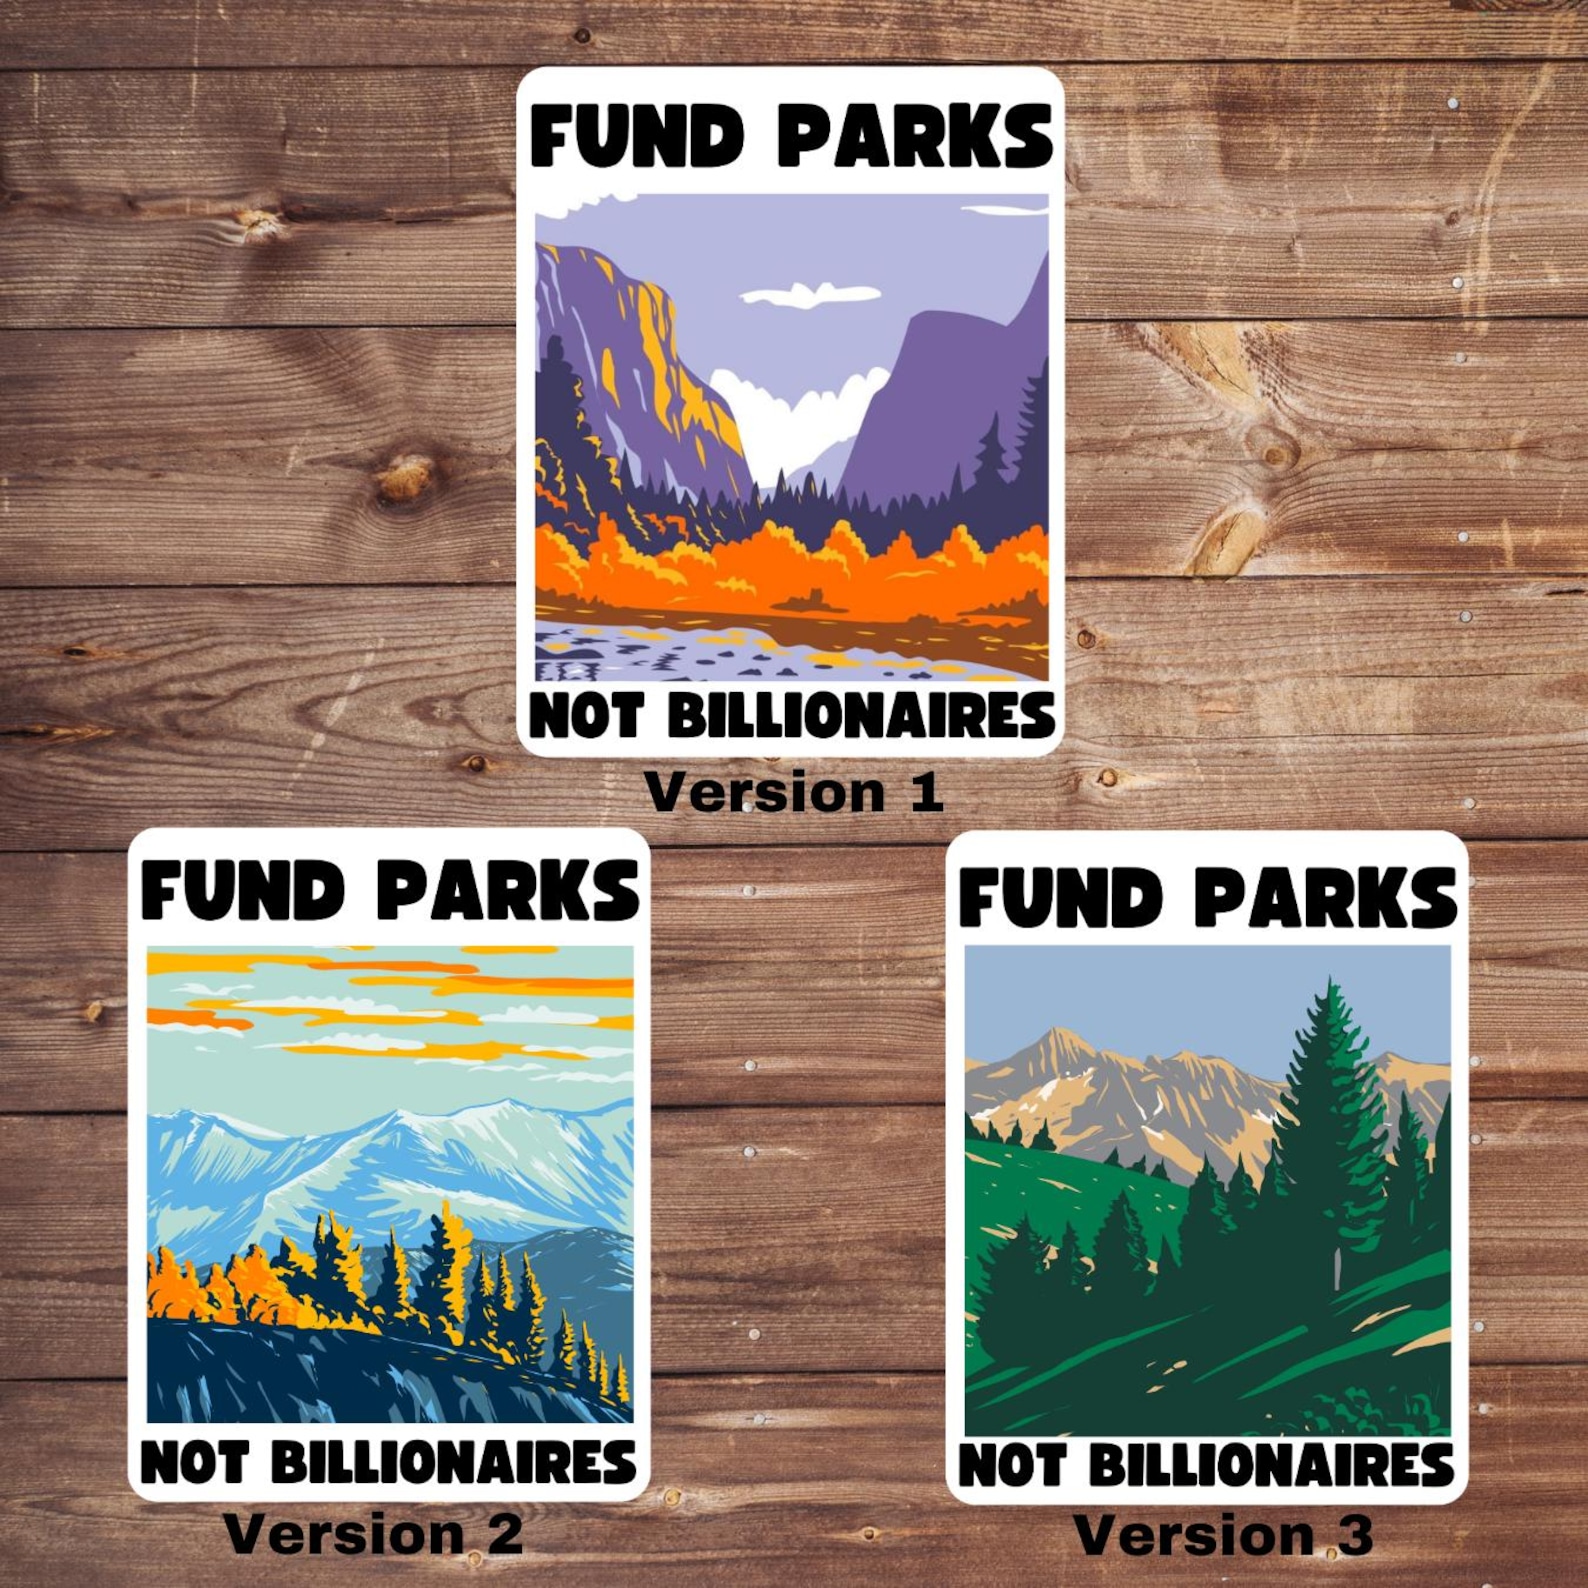 FUND PARKS
NOT BILLIONAIRES
Version 1
FUND PARKS
NOT BILLIONAIRES
Version 2
FUND PARKS
NOT BILLIONAIRES
Version 3